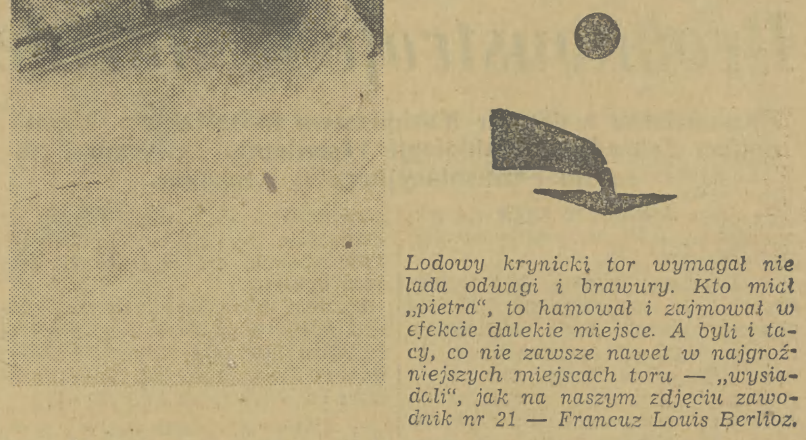 Lodowy krynicki tor wymagał nie
lada odwagi i brawury. Kto miał
„pietra“, to hamował i zajmował w
efekcie dalekie miejsce. A byli i ta-
cy, co nie zawsze nawet w najgroź-
niejszych miejscach toru — „wysia-
dali“, jak na naszym zdjęciu zawo-
dnik nr 21 — Francuz Louis Berlioz.